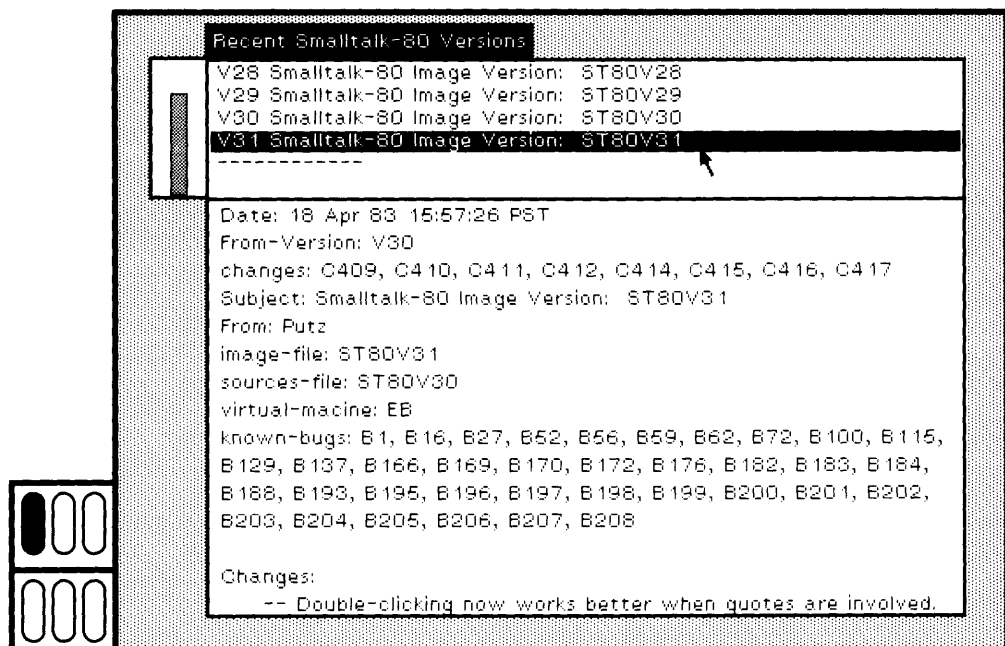 Recent Smalltalk-80 Versions
V28 Smalltalk-80 Image Version: ST80V28
V29 Smalltalk-80 Image Version: ST80V29
V30 Smalltalk-80 Image Version: ST80V30
V31 Smalltalk-80 Image Version: ST80V31
------------
Date: 18 Apr 83 15:57:26 PST
From-Version: V30
changes: C409, C410, C411, C412, C414, C415, C416, C417
Subject: Smalltalk-80 Image Version: ST80V31
From: Putz
image-file: ST80V31
sources-file: ST80V30
virtual-macine: EB
known-bugs: B1, B16, B27, B52, B56, B59, B62, B72, B100, B115,
B129, B137, B166, B169, B170, B172, B176, B182, B183, B184,
B188, B193, B195, B196, B197, B198, B199, B200, B201, B202,
B203, B204, B205, B206, B207, B208
Changes:
-- Double-clicking now works better when quotes are involved.